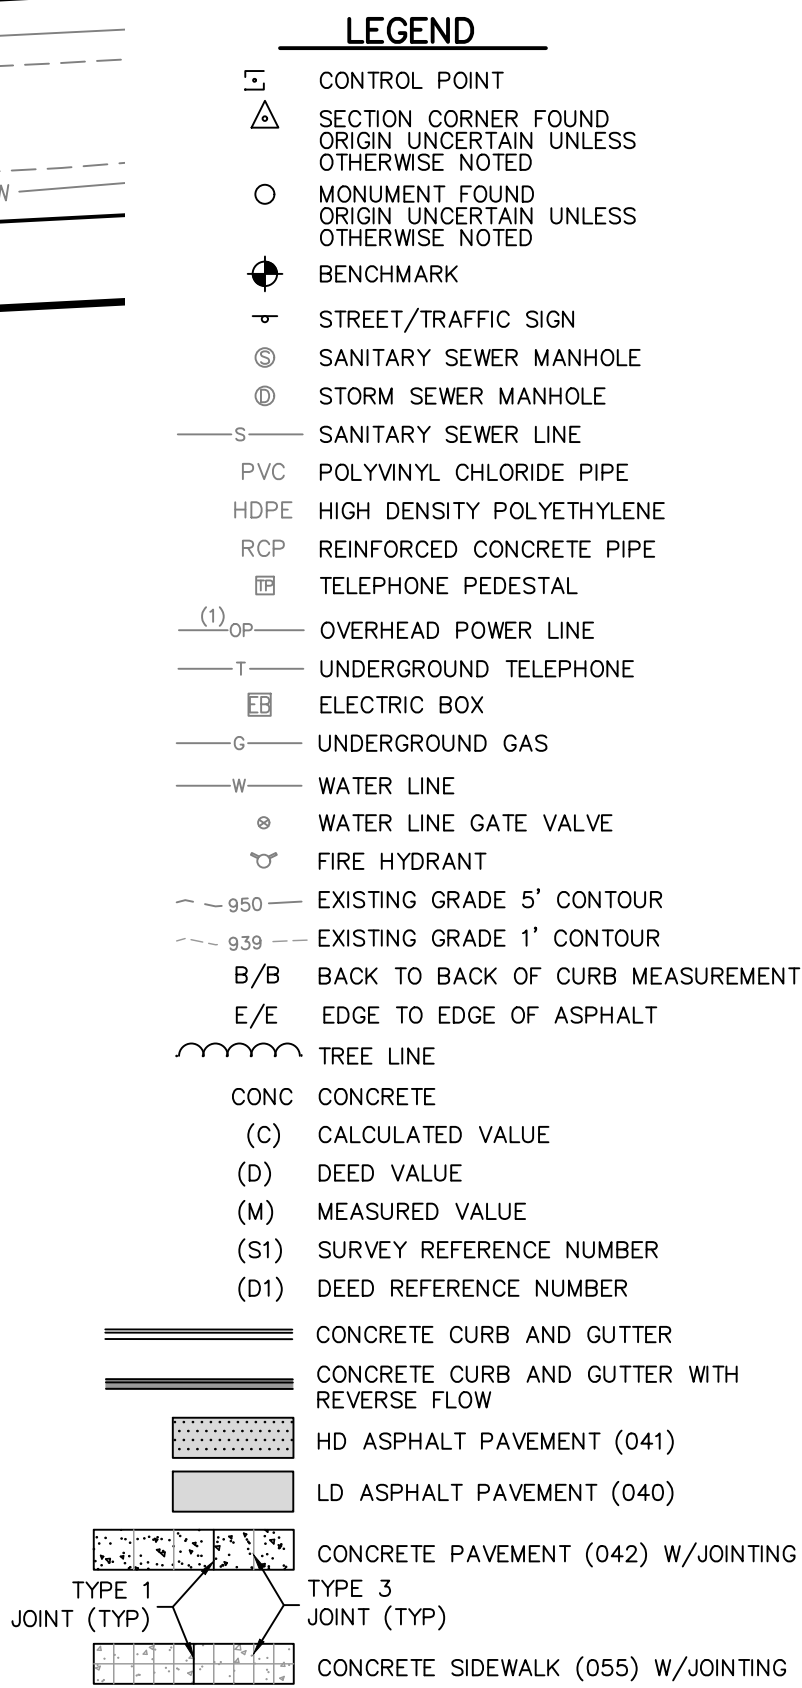 LEGEND
CONTROL POINT
SECTION CORNER FOUND
ORIGIN UNCERTAIN UNLESS
OTHERWISE NOTED
N
MONUMENT FOUND
ORIGIN UNCERTAIN UNLESS
OTHERWISE NOTED
BENCHMARK
STREET/TRAFFIC SIGN
S SANITARY SEWER MANHOLE
D STORM SEWER MANHOLE
S SANITARY SEWER LINE
PVC POLYVINYL CHLORIDE PIPE
HDPE HIGH DENSITY POLYETHYLENE
RCP REINFORCED CONCRETE PIPE
TP TELEPHONE PEDESTAL
(1) OP OVERHEAD POWER LINE
T UNDERGROUND TELEPHONE
EB ELECTRIC BOX
G UNDERGROUND GAS
W WATER LINE
WATER LINE GATE VALVE
FIRE HYDRANT
950 EXISTING GRADE 5' CONTOUR
939 EXISTING GRADE 1' CONTOUR
B/B BACK TO BACK OF CURB MEASUREMENT
E/E EDGE TO EDGE OF ASPHALT
TREE LINE
CONC CONCRETE
(C) CALCULATED VALUE
(D) DEED VALUE
(M) MEASURED VALUE
(S1) SURVEY REFERENCE NUMBER
(D1) DEED REFERENCE NUMBER
CONCRETE CURB AND GUTTER
CONCRETE CURB AND GUTTER WITH
REVERSE FLOW
HD ASPHALT PAVEMENT (041)
LD ASPHALT PAVEMENT (040)
CONCRETE PAVEMENT (042) W/JOINTING
TYPE 1
JOINT (TYP)
TYPE 3
JOINT (TYP)
CONCRETE SIDEWALK (055) W/JOINTING